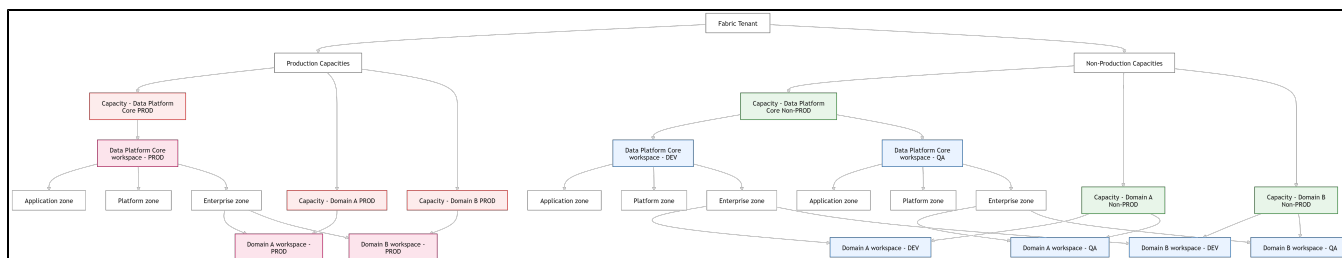 Fabric Tenant
Production Capacities
Non-Production Capacities
Capacity - Data Platform
Core PROD
Capacity - Data Platform
Core Non-PROD
Data Platform Core
workspace - PROD
Data Platform Core
workspace - DEV
Data Platform Core
workspace - QA
Application zone
Platform zone
Enterprise zone
Capacity - Domain A PROD
Capacity - Domain B PROD
Application zone
Platform zone
Enterprise zone
Application zone
Platform zone
Enterprise zone
Capacity - Domain A
Non-PROD
Capacity - Domain B
Non-PROD
Domain A workspace -
PROD
Domain B workspace -
PROD
Domain A workspace - DEV
Domain A workspace - QA
Domain B workspace - DEV
Domain B workspace - QA